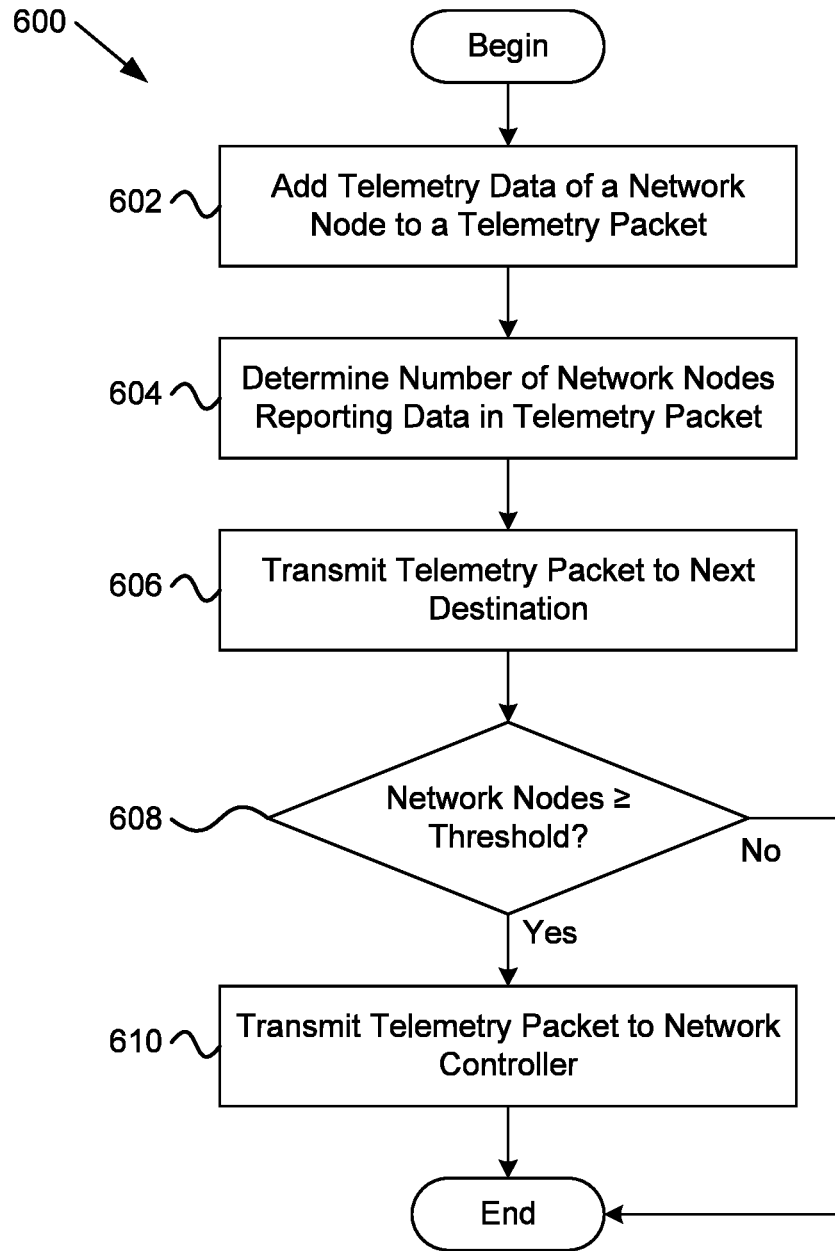 600
Begin
602
Add Telemetry Data of a Network
Node to a Telemetry Packet
604
Determine Number of Network Nodes
Reporting Data in Telemetry Packet
606
Transmit Telemetry Packet to Next
Destination
608
Network Nodes ≥
Threshold?
No
Yes
610
Transmit Telemetry Packet to Network
Controller
End